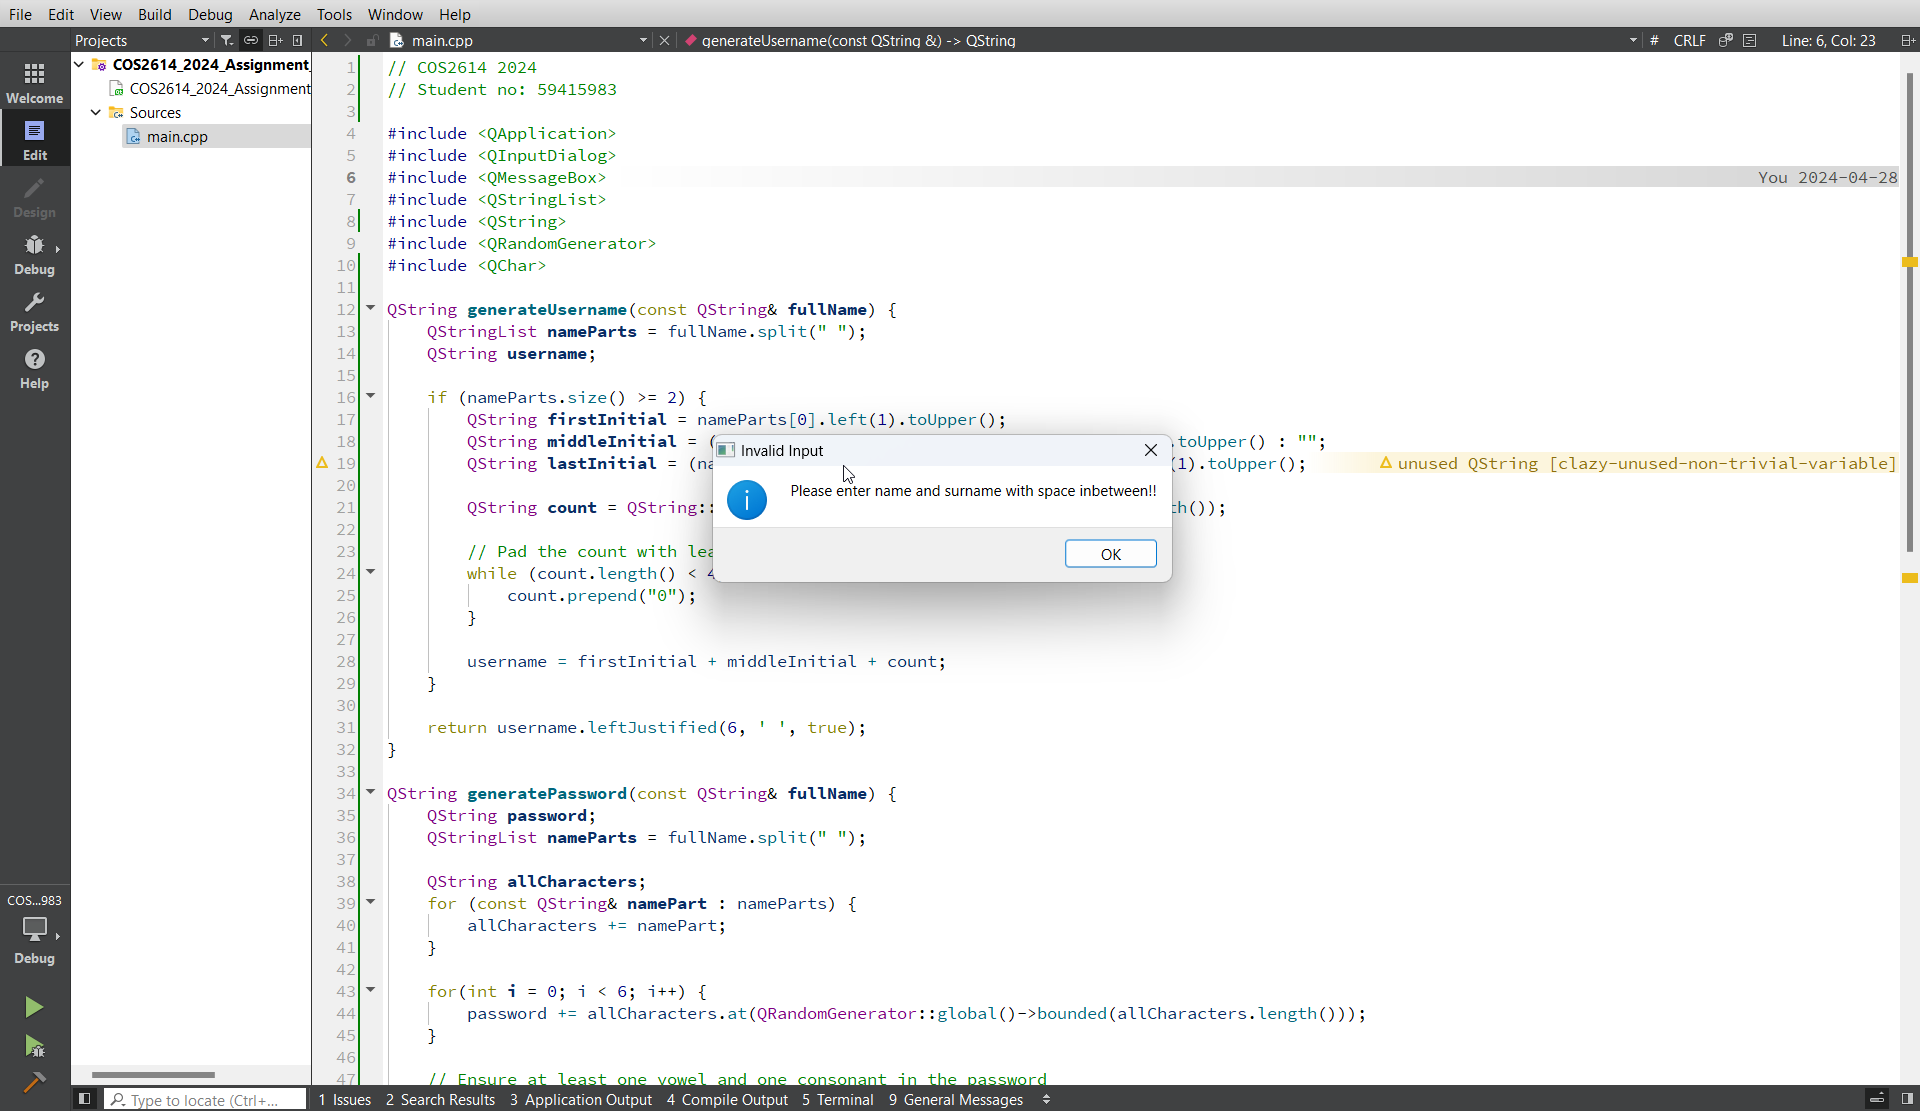 File Edit View Build Debug Analyze Tools Window Help
Projects main.cpp generateUsername(const QString &) -> QString # CRLF Line: 6, Col: 23
COS2614_2024_Assignment
COS2614_2024_Assignment
Sources
main.cpp
Welcome
Edit
Design
Debug
Projects
Help
COS...983
Debug
1 // COS2614 2024
2 // Student no: 59415983
3
4 #include <QApplication>
5 #include <QInputDialog>
6 #include <QMessageBox> You 2024-04-28
7 #include <QStringList>
8 #include <QString>
9 #include <QRandomGenerator>
10 #include <QChar>
11
12 QString generateUsername(const QString& fullName) {
13 QStringList nameParts = fullName.split(" ");
14 QString username;
15
16 if (nameParts.size() >= 2) {
17 QString firstInitial = nameParts[0].left(1).toUpper();
18 QString middleInitial = ( .toUpper() : "";
19 QString lastInitial = (na (1).toUpper(); unused QString [clazy-unused-non-trivial-variable]
20
21 QString count = QString:: th());
22
23 // Pad the count with lea
24 while (count.length() < 4
25 count.prepend("0");
26 }
27
28 username = firstInitial + middleInitial + count;
29 }
30
31 return username.leftJustified(6, ' ', true);
32 }
33
34 QString generatePassword(const QString& fullName) {
35 QString password;
36 QStringList nameParts = fullName.split(" ");
37
38 QString allCharacters;
39 for (const QString& namePart : nameParts) {
40 allCharacters += namePart;
41 }
42
43 for(int i = 0; i < 6; i++) {
44 password += allCharacters.at(QRandomGenerator::global()->bounded(allCharacters.length()));
45 }
46
47 // Ensure at least one vowel and one consonant in the password
Invalid Input
Please enter name and surname with space inbetween!!
OK
Type to locate (Ctrl+... 1 Issues 2 Search Results 3 Application Output 4 Compile Output 5 Terminal 9 General Messages